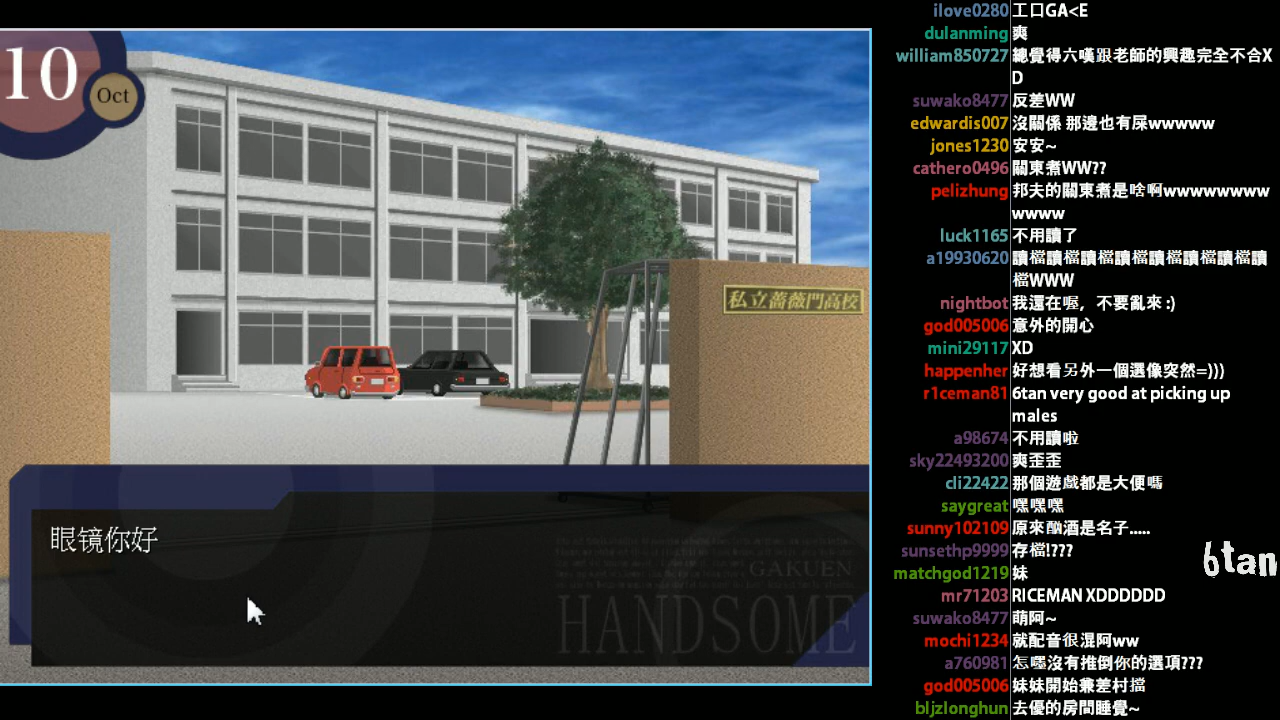 10
Oct
私立薔薇門高校
眼镜你好
GAKUEN
HANDSOME
ilove0280 工口GA<E
dulanming 爽
william850727 總覺得六嘆跟老師的興趣完全不合X
D
suwako8477 反差WW
edwardis007 沒關係 那邊也有屎wwwww
jones1230 安安~
cathero0496 關東煮WW??
pelizhung 邦夫的關東煮是啥啊wwwwwwwww
wwww
luck1165 不用讀了
a19930620 讀檔讀檔讀檔讀檔讀檔讀檔讀檔讀
檔WWW
nightbot 我還在喔，不要亂來 :)
god005006 意外的開心
mini29117 XD
happenher 好想看另外一個選像突然=)))
r1ceman81 6tan very good at picking up
males
a98674 不用讀啦
sky22493200 爽歪歪
cli22422 那個遊戲都是大便嗎
saygreat 嘿嘿嘿
sunny102109 原來酗酒是名子.....
sunsethp9999 存檔!???
matchgod1219 妹
mr71203 RICEMAN XDDDDDD
suwako8477 萌阿~
mochi1234 就配音很混阿ww
a760981 怎麼沒有推倒你的選項???
god005006 妹妹開始兼差村擋
bljzlonghun 去優的房間睡覺~
6tan